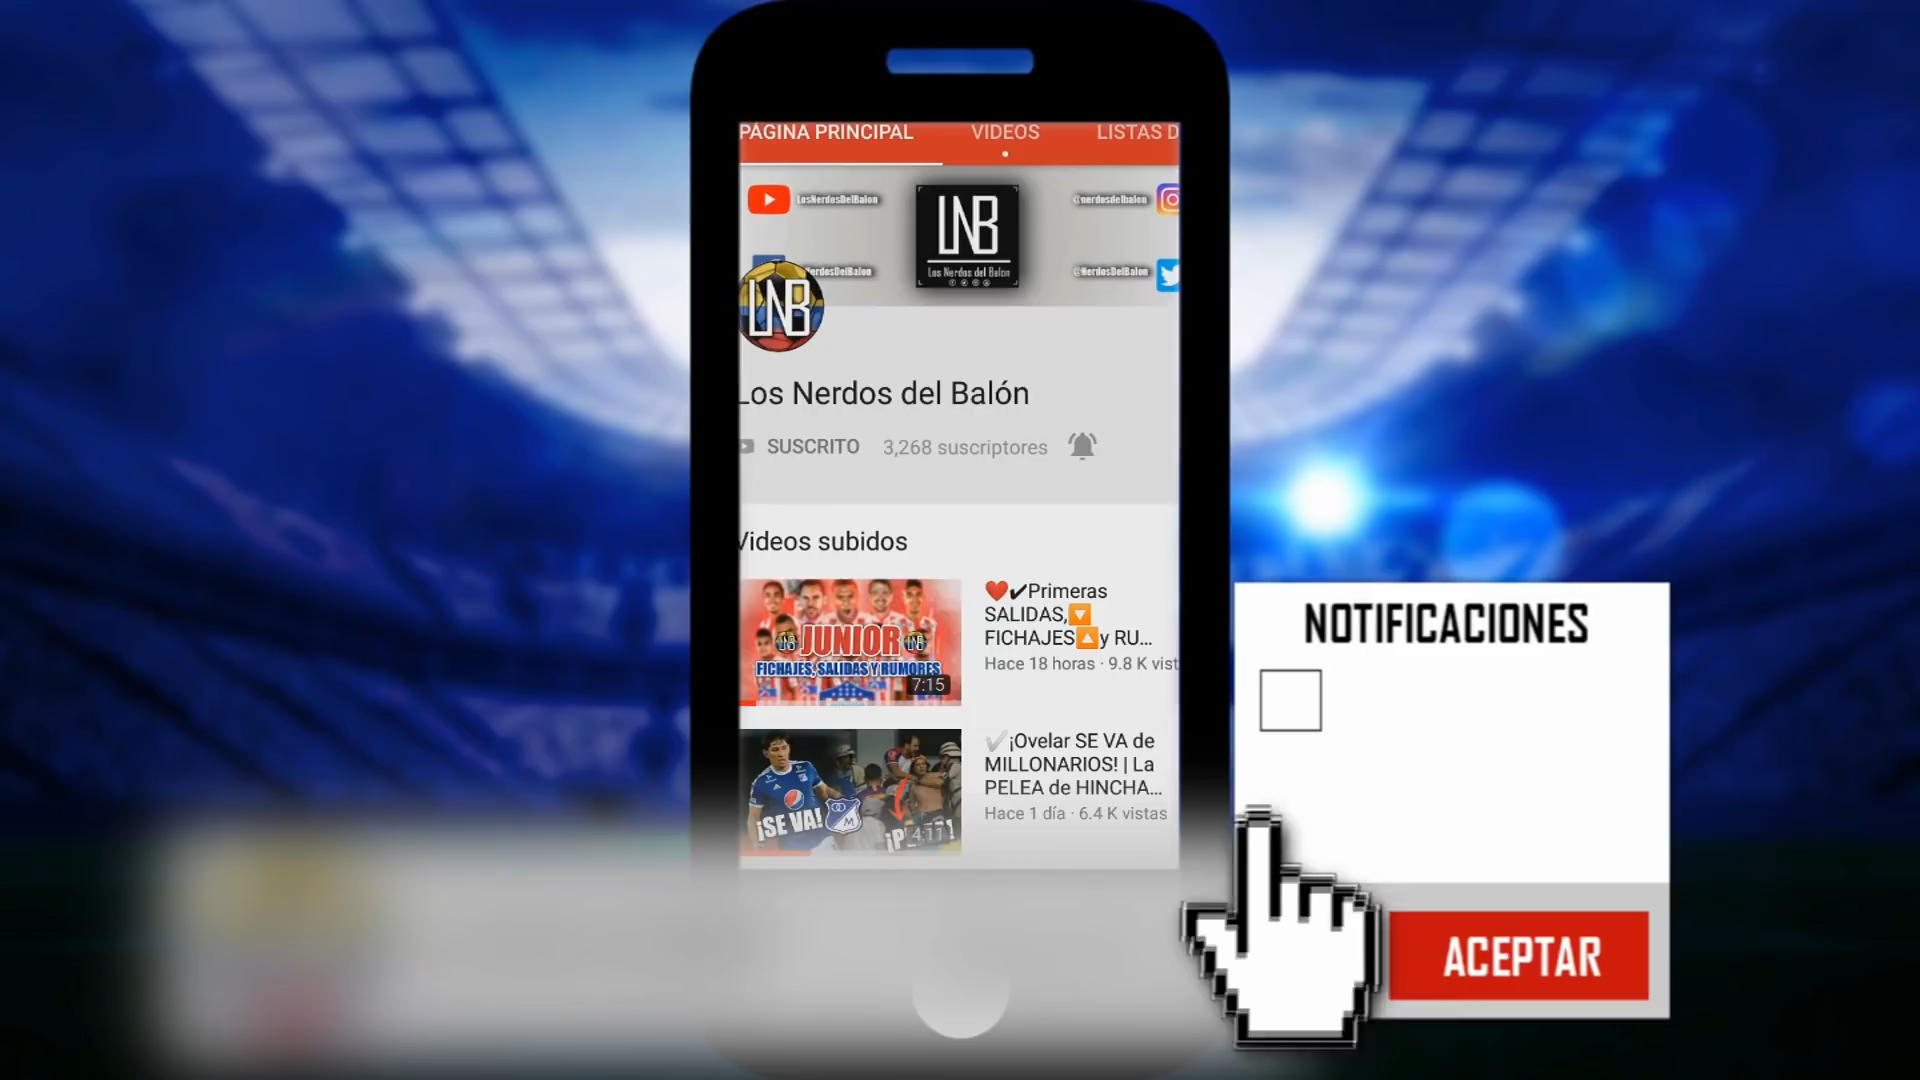 PÁGINA PRINCIPAL VIDEOS LISTAS D
LosNerdosDelBalon
@nerdosdelbalon
LNB
Los Nerdos del Balon
NerdosDelBalon
@NerdosDelBalon
LNB
Los Nerdos del Balón
SUSCRITO 3,268 suscriptores
Videos subidos
JUNIOR
FICHAJES, SALIDAS Y RUMORES
7:15
❤️✔Primeras
SALIDAS,🔽
FICHAJES🔼y RU...
Hace 18 horas · 9.8 K vist
¡SE VA!
4:11
✔¡Ovelar SE VA de
MILLONARIOS! | La
PELEA de HINCHA...
Hace 1 día · 6.4 K vistas
NOTIFICACIONES
ACEPTAR